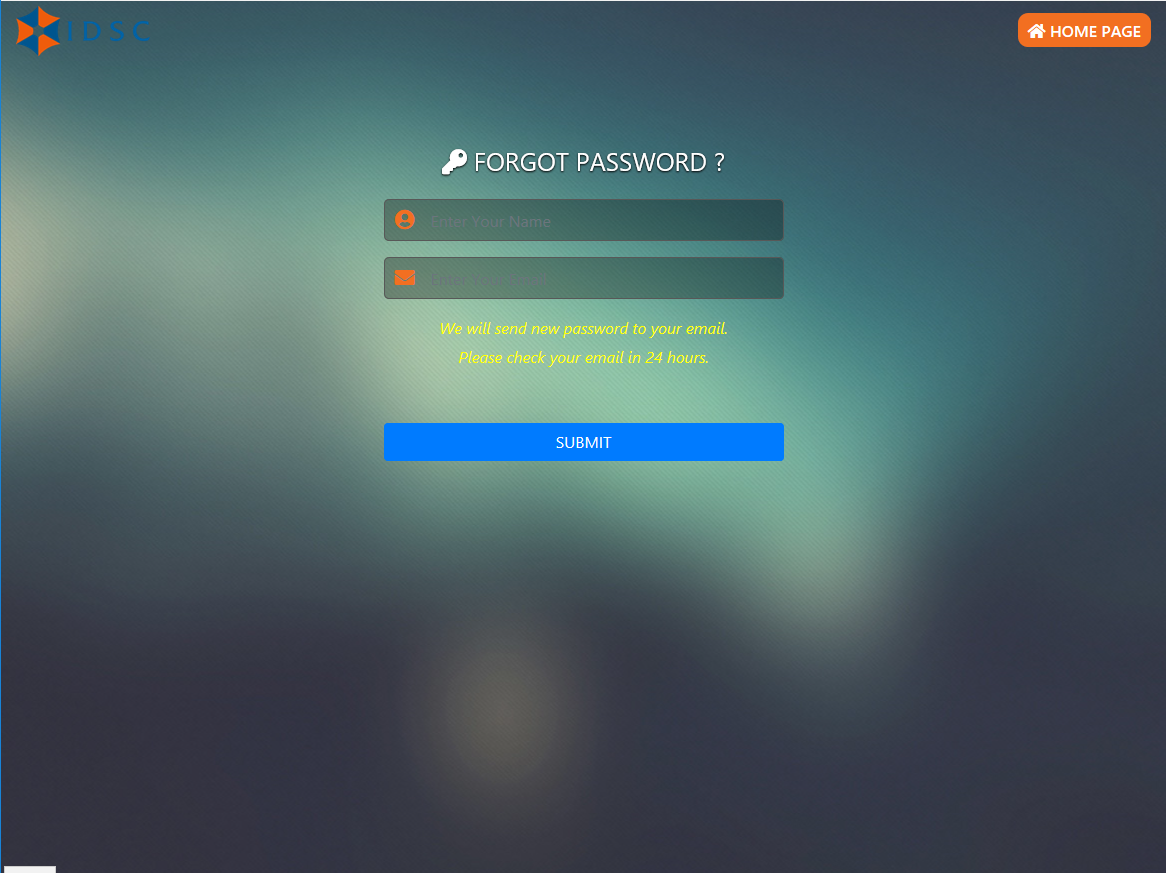 IDSC
HOME PAGE
FORGOT PASSWORD ?
Enter Your Name
Enter
We will send new password to your email.
Please check your email in 24 hours.
SUBMIT